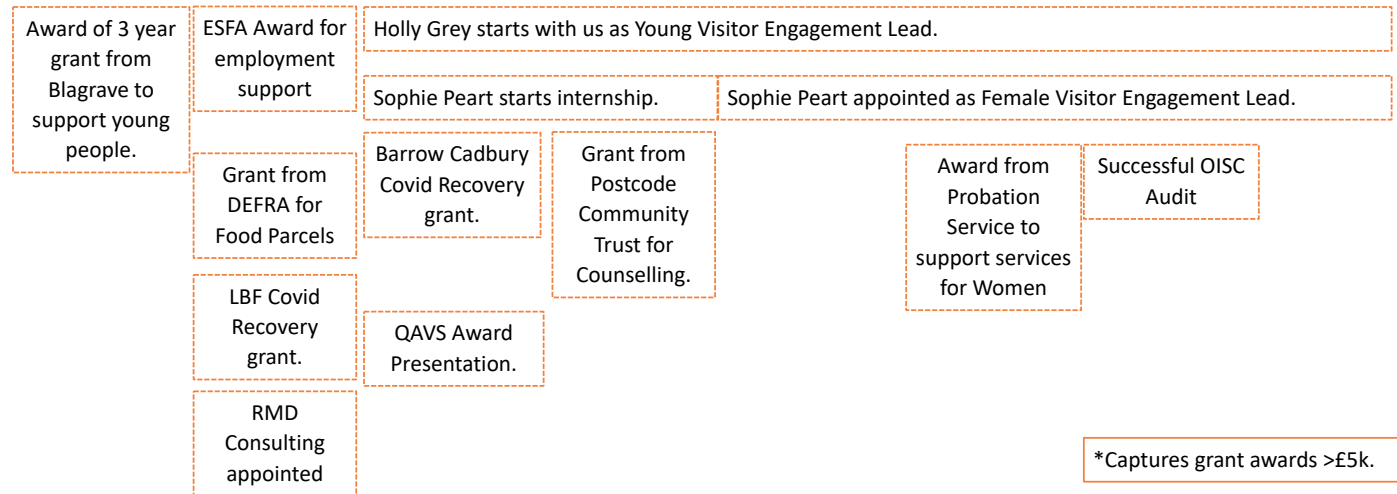 Award of 3 year
grant from
Blagrave to
support young
people.
ESFA Award for
employment
support
Holly Grey starts with us as Young Visitor Engagement Lead.
Sophie Peart starts internship.
Sophie Peart appointed as Female Visitor Engagement Lead.
Grant from
DEFRA for
Food Parcels
Barrow Cadbury
Covid Recovery
grant.
Grant from
Postcode
Community
Trust for
Counselling.
Award from
Probation
Service to
support services
for Women
Successful OISC
Audit
LBF Covid
Recovery
grant.
QAVS Award
Presentation.
RMD
Consulting
appointed
*Captures grant awards >£5k.